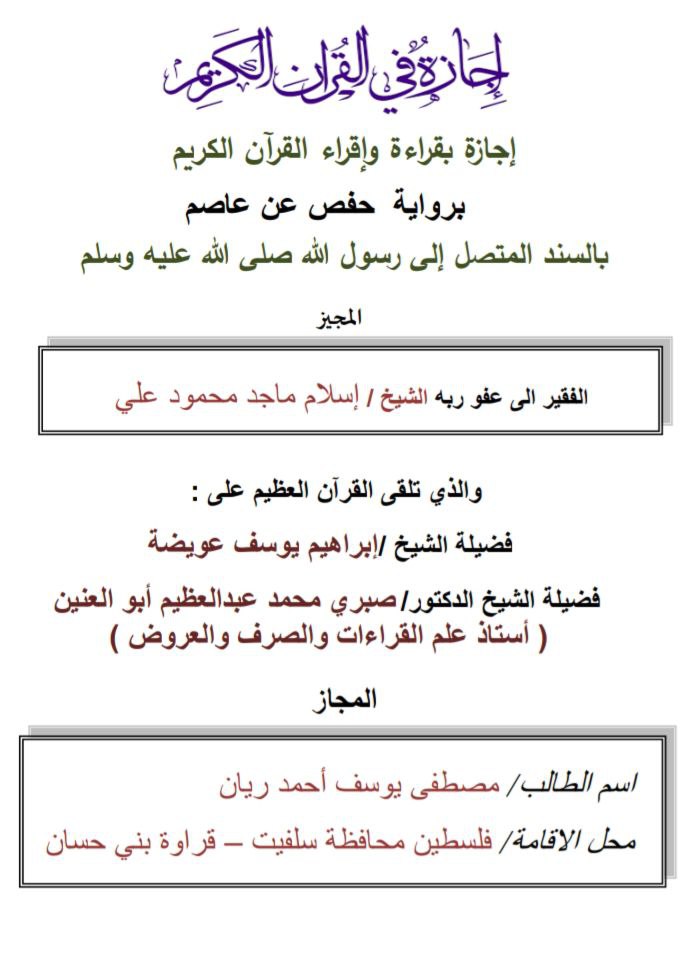 إجازة في القرآن الكريم
إجازة بقراءة وإقراء القرآن الكريم
برواية حفص عن عاصم
بالسند المتصل إلى رسول الله صلى الله عليه وسلم
المجيز
الفقير الى عفو ربه الشيخ / إسلام ماجد محمود علي
والذي تلقى القرآن العظيم على :
فضيلة الشيخ /إبراهيم يوسف عويضة
فضيلة الشيخ الدكتور/صبري محمد عبدالعظيم أبو العنين
( أستاذ علم القراءات والصرف والعروض )
المجاز
اسم الطالب/ مصطفى يوسف أحمد ريان
محل الاقامة/ فلسطين محافظة سلفيت – قراوة بني حسان